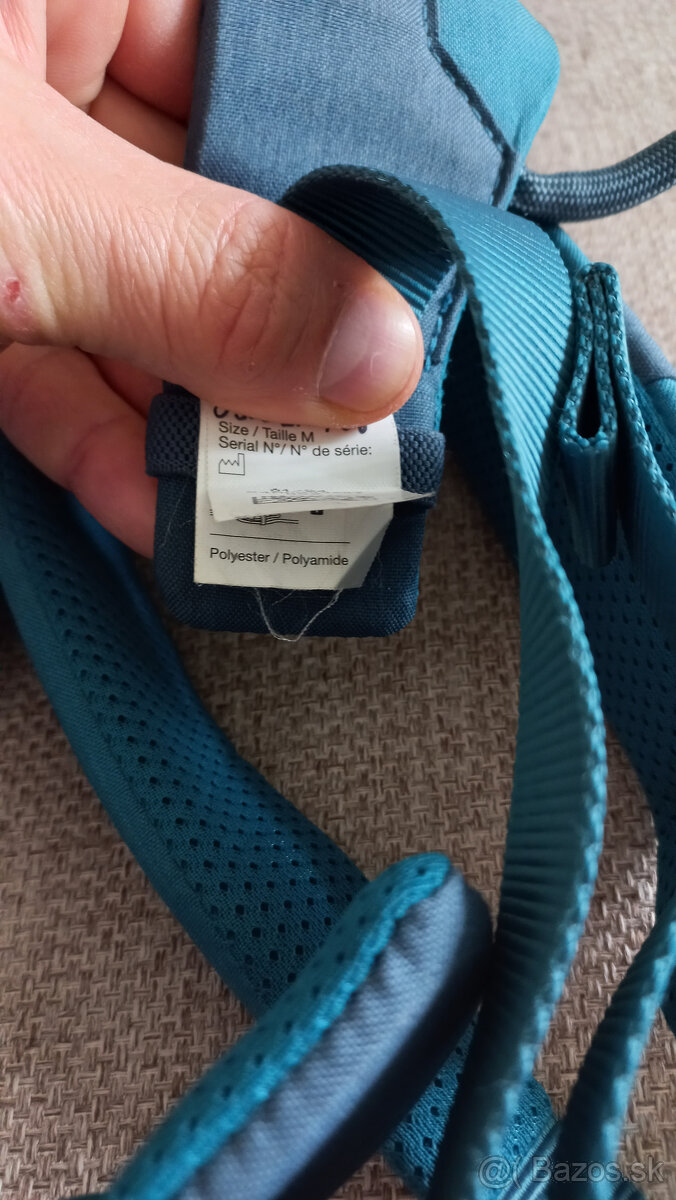 Size / Taille M
Serial N°/ N° de série:
Polyester / Polyamide
Bazos.sk